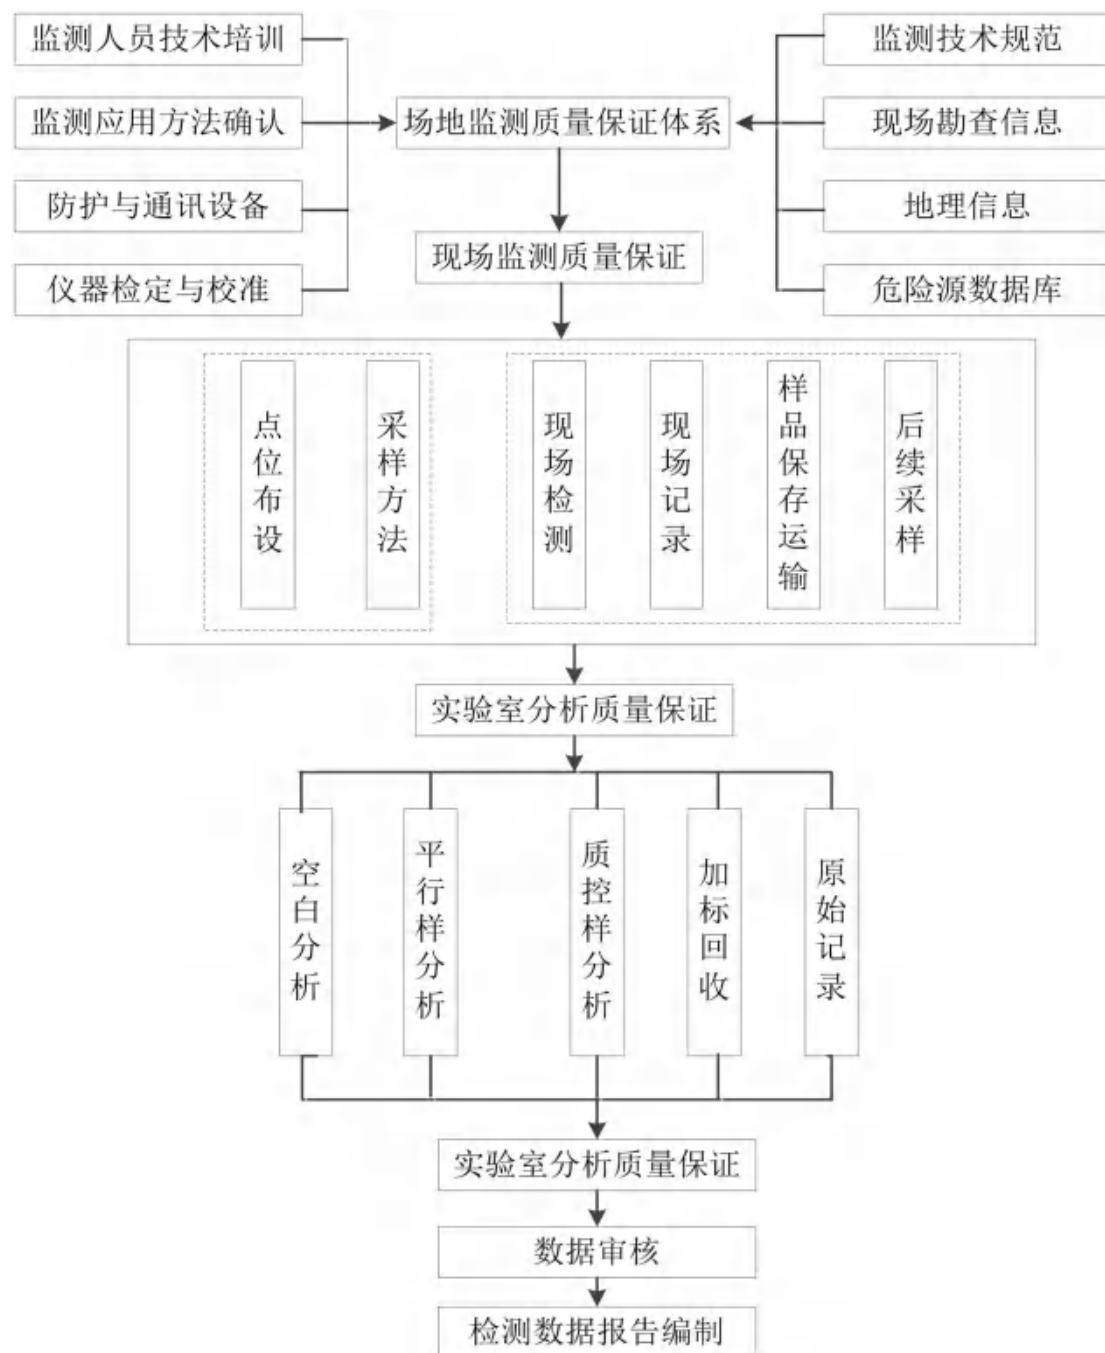 监测人员技术培训
监测技术规范
监测应用方法确认
场地监测质量保证体系
现场勘查信息
防护与通讯设备
地理信息
现场监测质量保证
仪器检定与校准
危险源数据库
点位布设
采样方法
现场检测
现场记录
样品保存运输
后续采样
实验室分析质量保证
空白分析
平行样分析
质控样分析
加标回收
原始记录
实验室分析质量保证
数据审核
检测数据报告编制